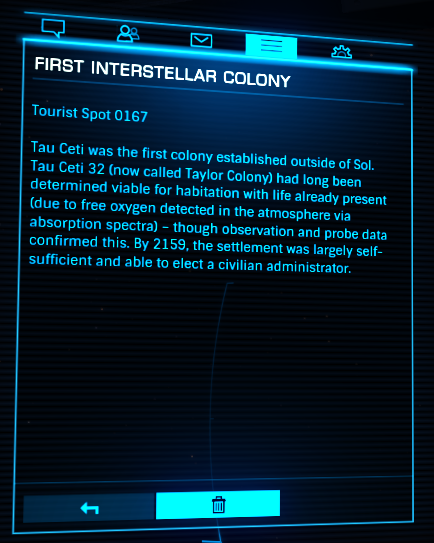 FIRST INTERSTELLAR COLONY
Tourist Spot 0167
Tau Ceti was the first colony established outside of Sol.
Tau Ceti 32 (now called Taylor Colony) had long been
determined viable for habitation with life already present
(due to free oxygen detected in the atmosphere via
absorption spectra) – though observation and probe data
confirmed this. By 2159, the settlement was largely self-
sufficient and able to elect a civilian administrator.